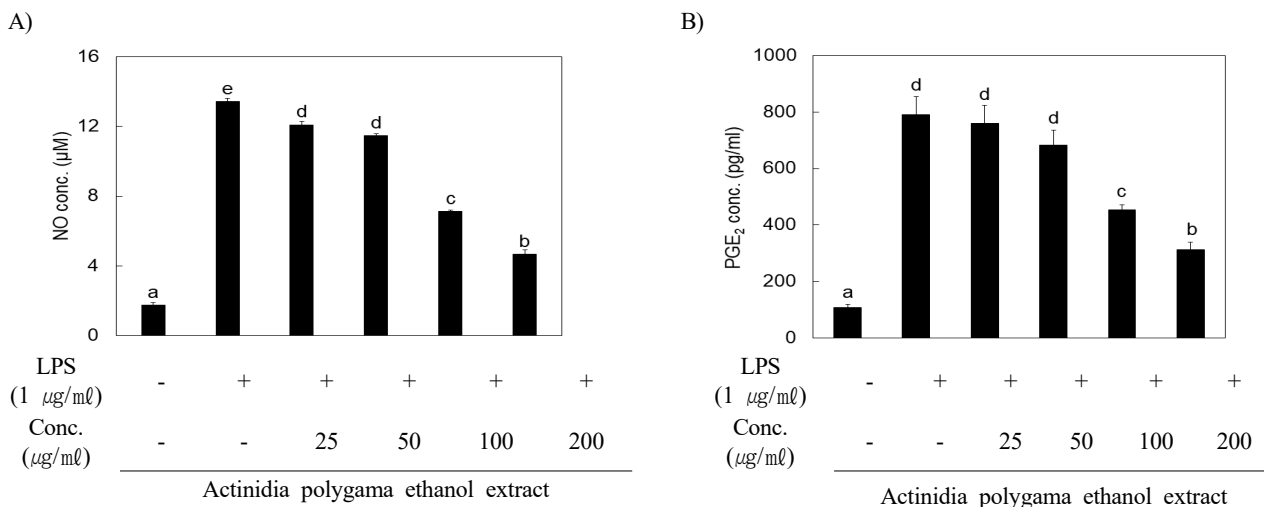 A)
NO conc. (μM)
16
12
8
4
0
a
e
d
d
c
b
LPS
(1 ㎍/㎖)
- + + + + +
Conc.
(㎍/㎖)
- - 25 50 100 200
Actinidia polygama ethanol extract
B)
PGE₂ conc. (pg/ml)
1000
800
600
400
200
0
a
d
d
d
c
b
LPS
(1 ㎍/㎖)
- + + + + +
Conc.
(㎍/㎖)
- - 25 50 100 200
Actinidia polygama ethanol extract